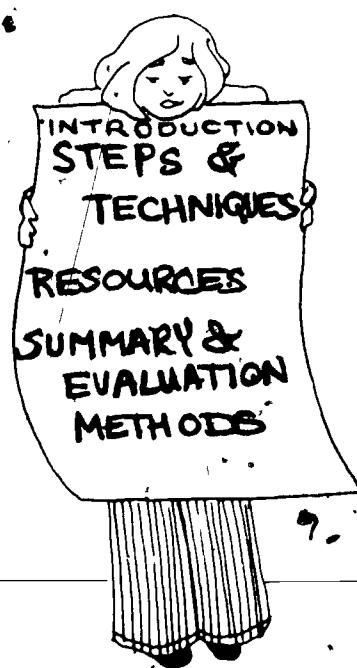 INTRODUCTION
STEPS &
TECHNIQUES
RESOURCES
SUMMARY &
EVALUATION
METHODS